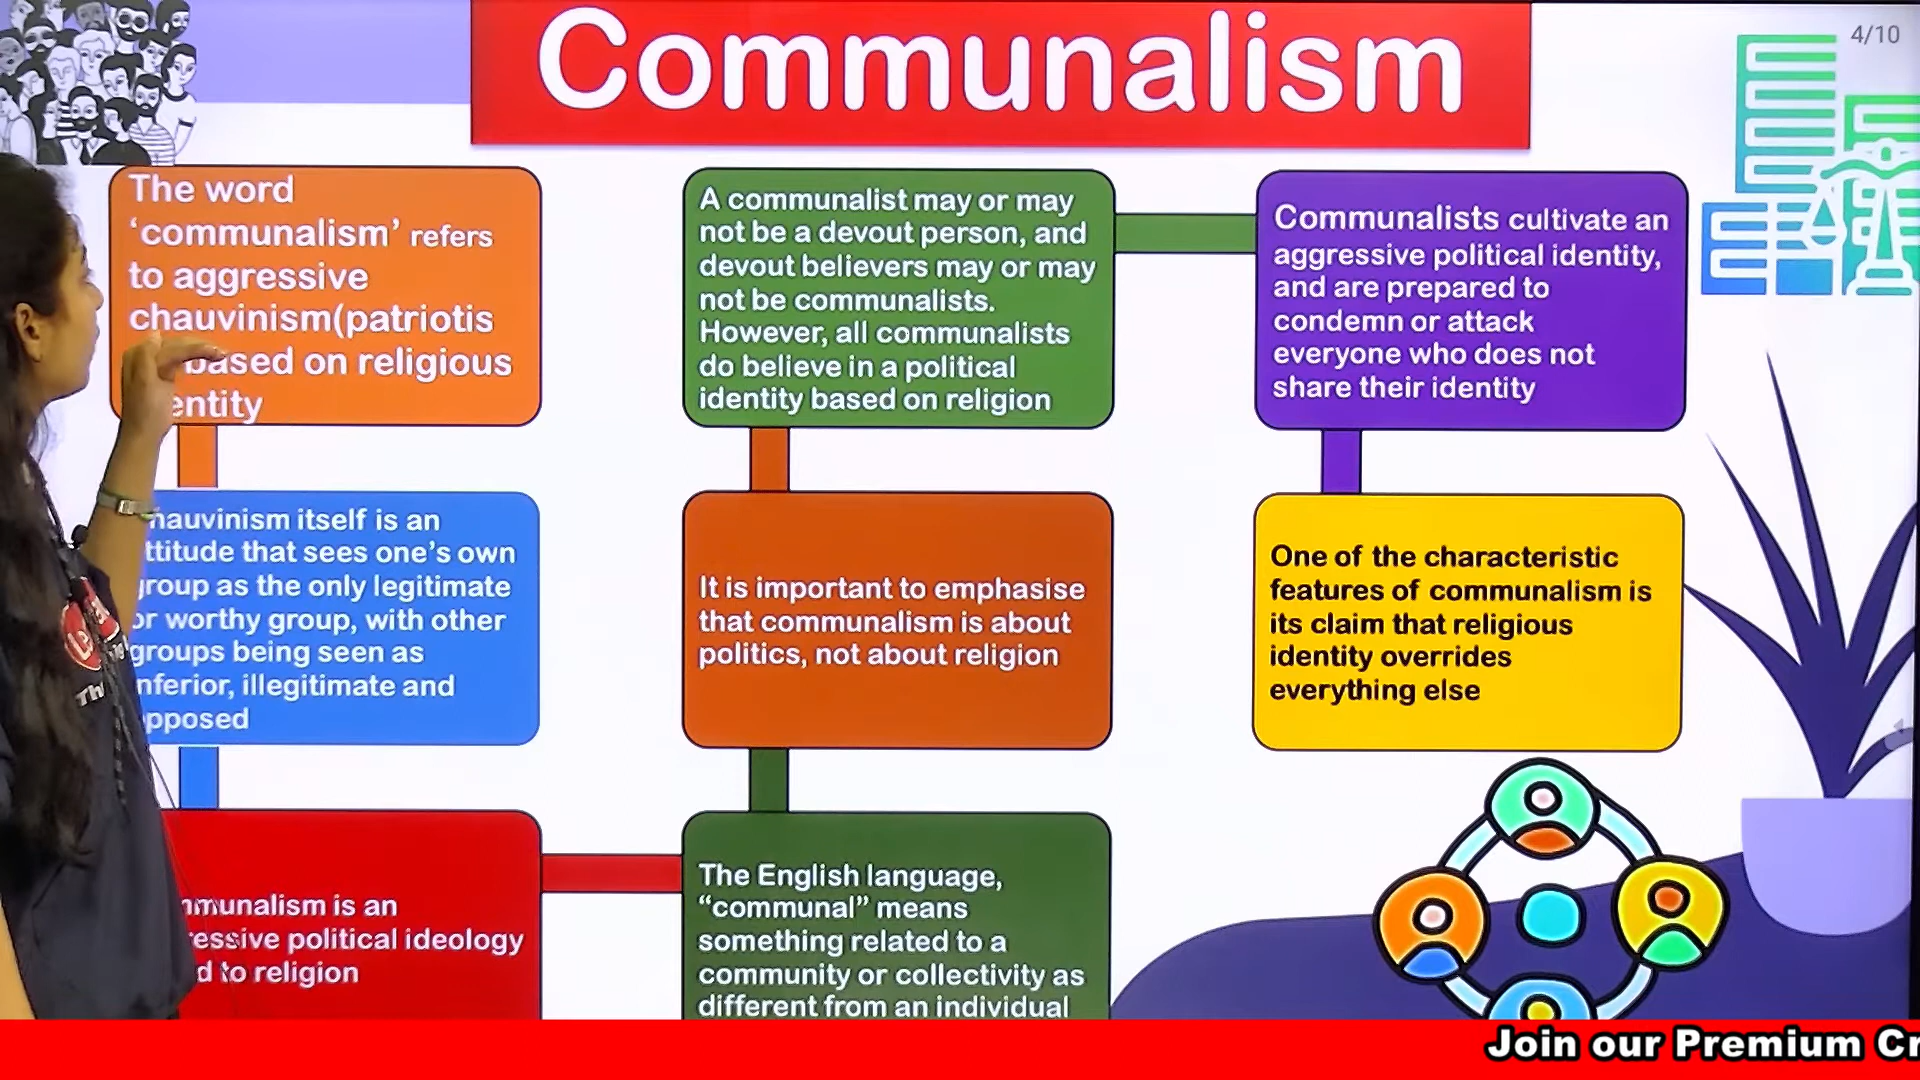 Communalism
4/10
The word
‘communalism’ refers
to aggressive
chauvinism(patriotis
based on religious
entity
hauvinism itself is an
ttitude that sees one’s own
group as the only legitimate
or worthy group, with other
groups being seen as
nferior, illegitimate and
pposed
mmunalism is an
ressive political ideology
d to religion
A communalist may or may
not be a devout person, and
devout believers may or may
not be communalists.
However, all communalists
do believe in a political
identity based on religion
It is important to emphasise
that communalism is about
politics, not about religion
The English language,
“communal” means
something related to a
community or collectivity as
different from an individual
Communalists cultivate an
aggressive political identity,
and are prepared to
condemn or attack
everyone who does not
share their identity
One of the characteristic
features of communalism is
its claim that religious
identity overrides
everything else
Th
Join our Premium Cr